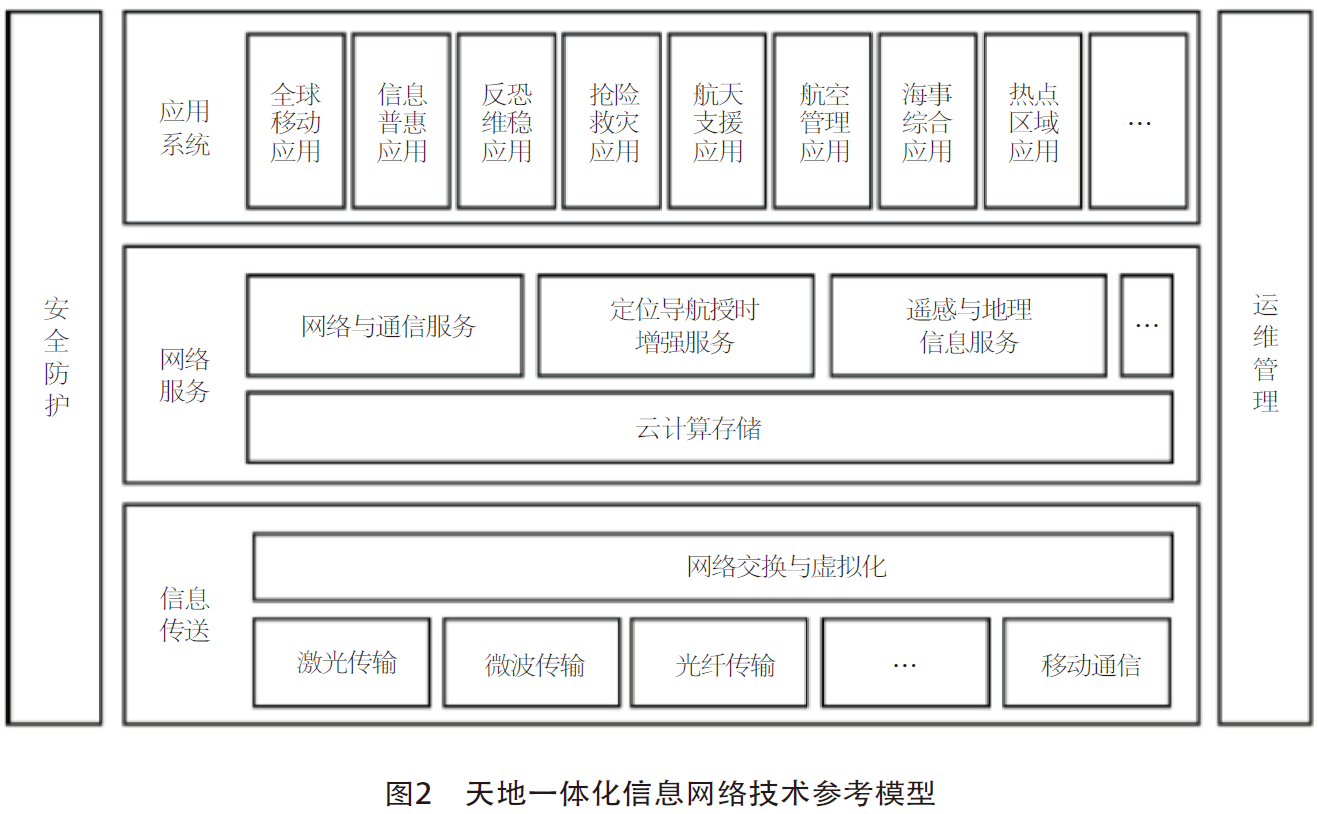 安
全
防
护
应用
系统
全球
移动
应用
信息
普惠
应用
反恐
维稳
应用
抢险
救灾
应用
航天
支援
应用
航空
管理
应用
海事
综合
应用
热点
区域
应用
…
网络
服务
网络与通信服务
定位导航授时
增强服务
遥感与地理
信息服务
…
云计算存储
信息
传送
网络交换与虚拟化
激光传输
微波传输
光纤传输
…
移动通信
运
维
管
理
图2 天地一体化信息网络技术参考模型